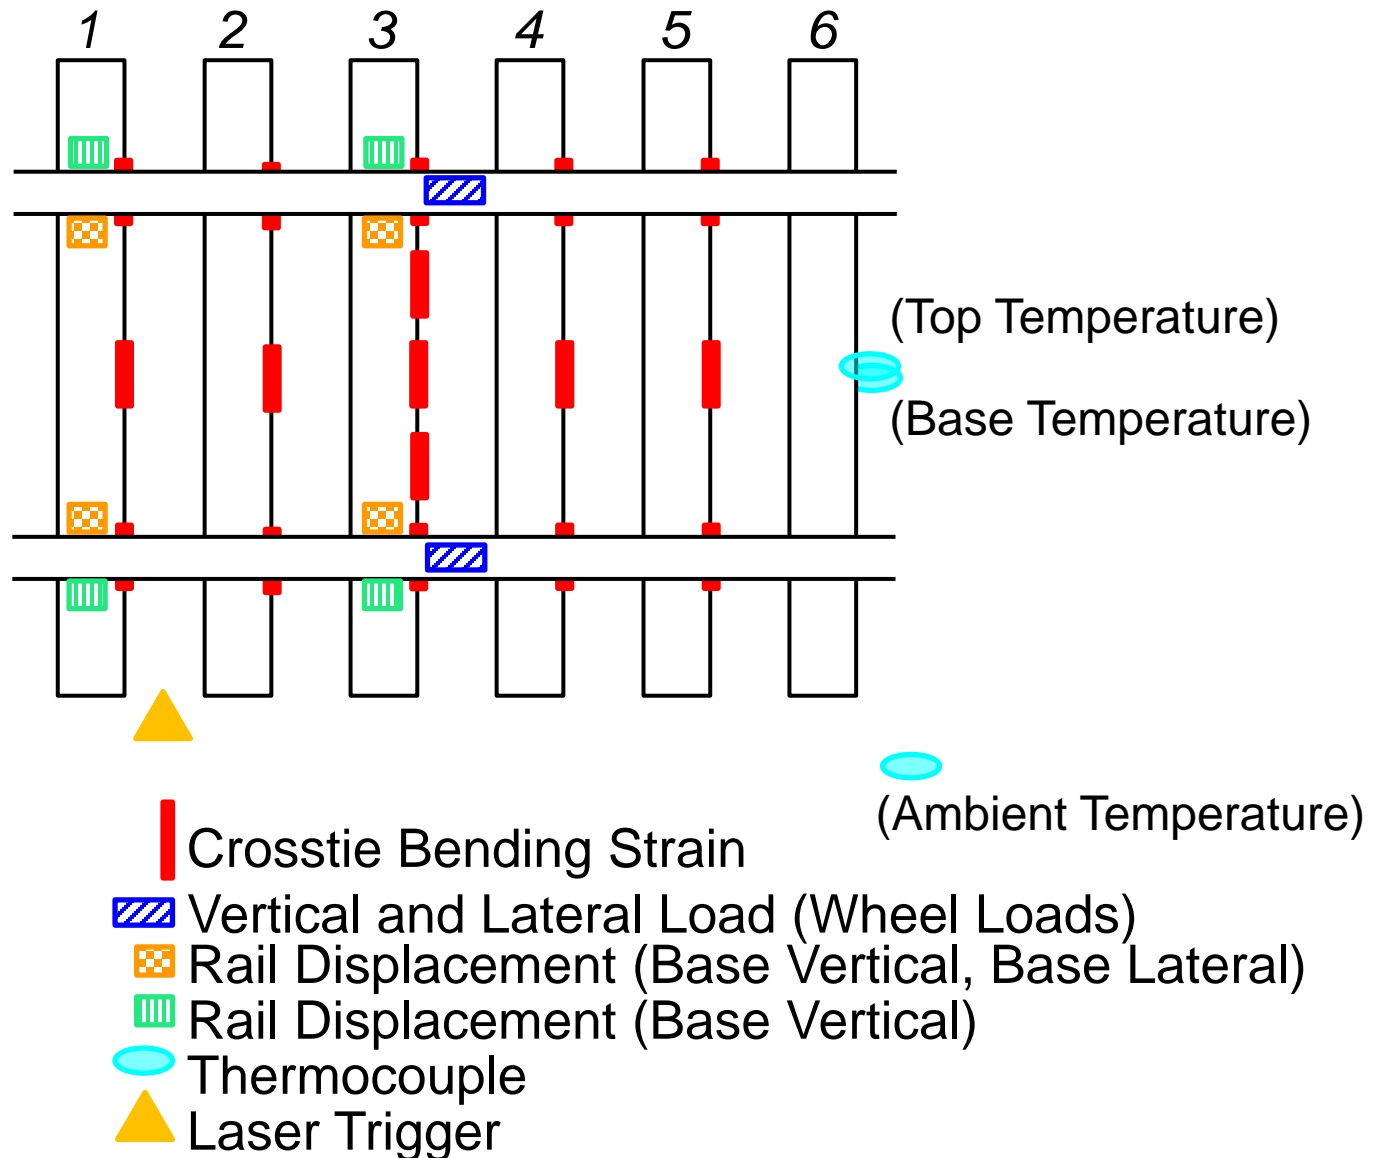 1 2 3 4 5 6
(Top Temperature)
(Base Temperature)
(Ambient Temperature)
Crosstie Bending Strain
Vertical and Lateral Load (Wheel Loads)
Rail Displacement (Base Vertical, Base Lateral)
Rail Displacement (Base Vertical)
Thermocouple
Laser Trigger